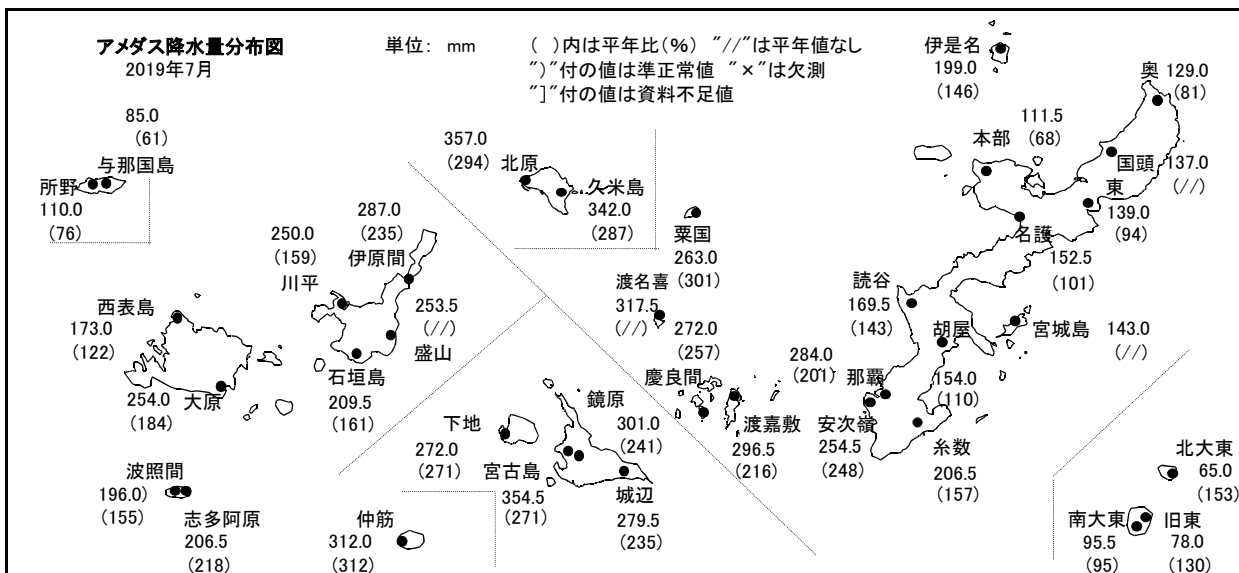 アメダス降水量分布図
2019年7月
単位： mm
（ ）内は平年比(％) "//"は平年値なし
")"付の値は準正常値 "×"は欠測
"]"付の値は資料不足値
伊是名
199.0
(146)
奥
129.0
(81)
本部
111.5
(68)
国頭
137.0
(//)
東
139.0
(94)
名護
152.5
(101)
与那国島
85.0
(61)
所野
110.0
(76)
北原
357.0
(294)
久米島
342.0
(287)
粟国
263.0
(301)
渡名喜
317.5
(//)
慶良間
272.0
(257)
渡嘉敷
296.5
(216)
読谷
169.5
(143)
胡屋
154.0
(110)
宮城島
143.0
(//)
那覇
284.0
(201)
安次嶺
254.5
(248)
糸数
206.5
(157)
川平
250.0
(159)
伊原間
287.0
(235)
盛山
253.5
(//)
石垣島
209.5
(161)
西表島
173.0
(122)
大原
254.0
(184)
波照間
196.0)
(155)
志多阿原
206.5
(218)
下地
272.0
(271)
鏡原
301.0
(241)
宮古島
354.5
(271)
城辺
279.5
(235)
仲筋
312.0
(312)
北大東
65.0
(153)
南大東
95.5
(95)
旧東
78.0
(130)